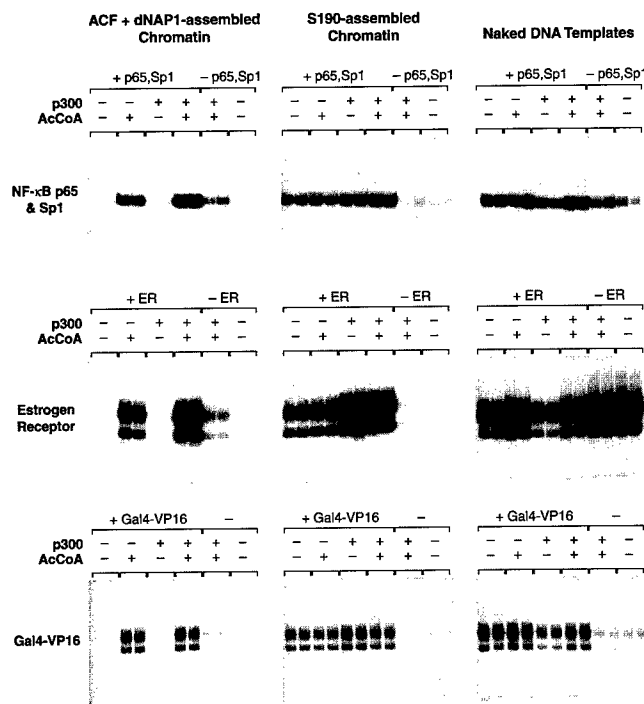 ACF + dNAP1-assembled
Chromatin
S190-assembled
Chromatin
Naked DNA Templates
+ p65,Sp1 – p65,Sp1 + p65,Sp1 – p65,Sp1 + p65,Sp1 – p65,Sp1
p300 – – + + + – – – + + + – – – + + + –
AcCoA – + – + + – – + – + + – – + – + + –
NF-κB p65
& Sp1
+ ER – ER + ER – ER + ER – ER
p300 – – + + + – – – + + + – – – + + + –
AcCoA – + – + + – – + – + + – – + – + + –
Estrogen
Receptor
+ Gal4-VP16 – + Gal4-VP16 – + Gal4-VP16 –
p300 – – + + + – – – + + + – – – + + + –
AcCoA – + – + + – – + – + + – – + – + + –
Gal4-VP16